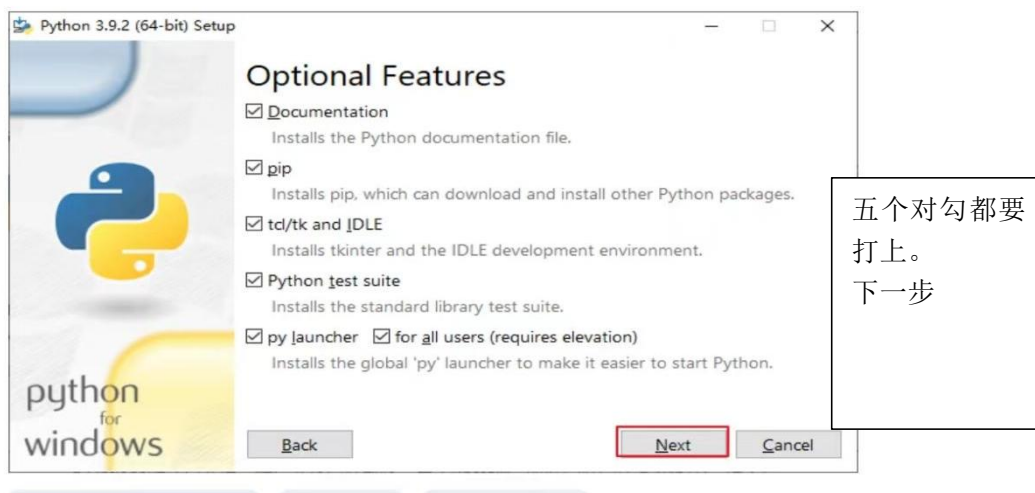 Python 3.9.2 (64-bit) Setup
Optional Features
Documentation
Installs the Python documentation file.
pip
Installs pip, which can download and install other Python packages.
tcl/tk and IDLE
Installs tkinter and the IDLE development environment.
Python test suite
Installs the standard library test suite.
py launcher for all users (requires elevation)
Installs the global 'py' launcher to make it easier to start Python.
python
for
windows
Back Next Cancel
五个对勾都要
打上。
下一步